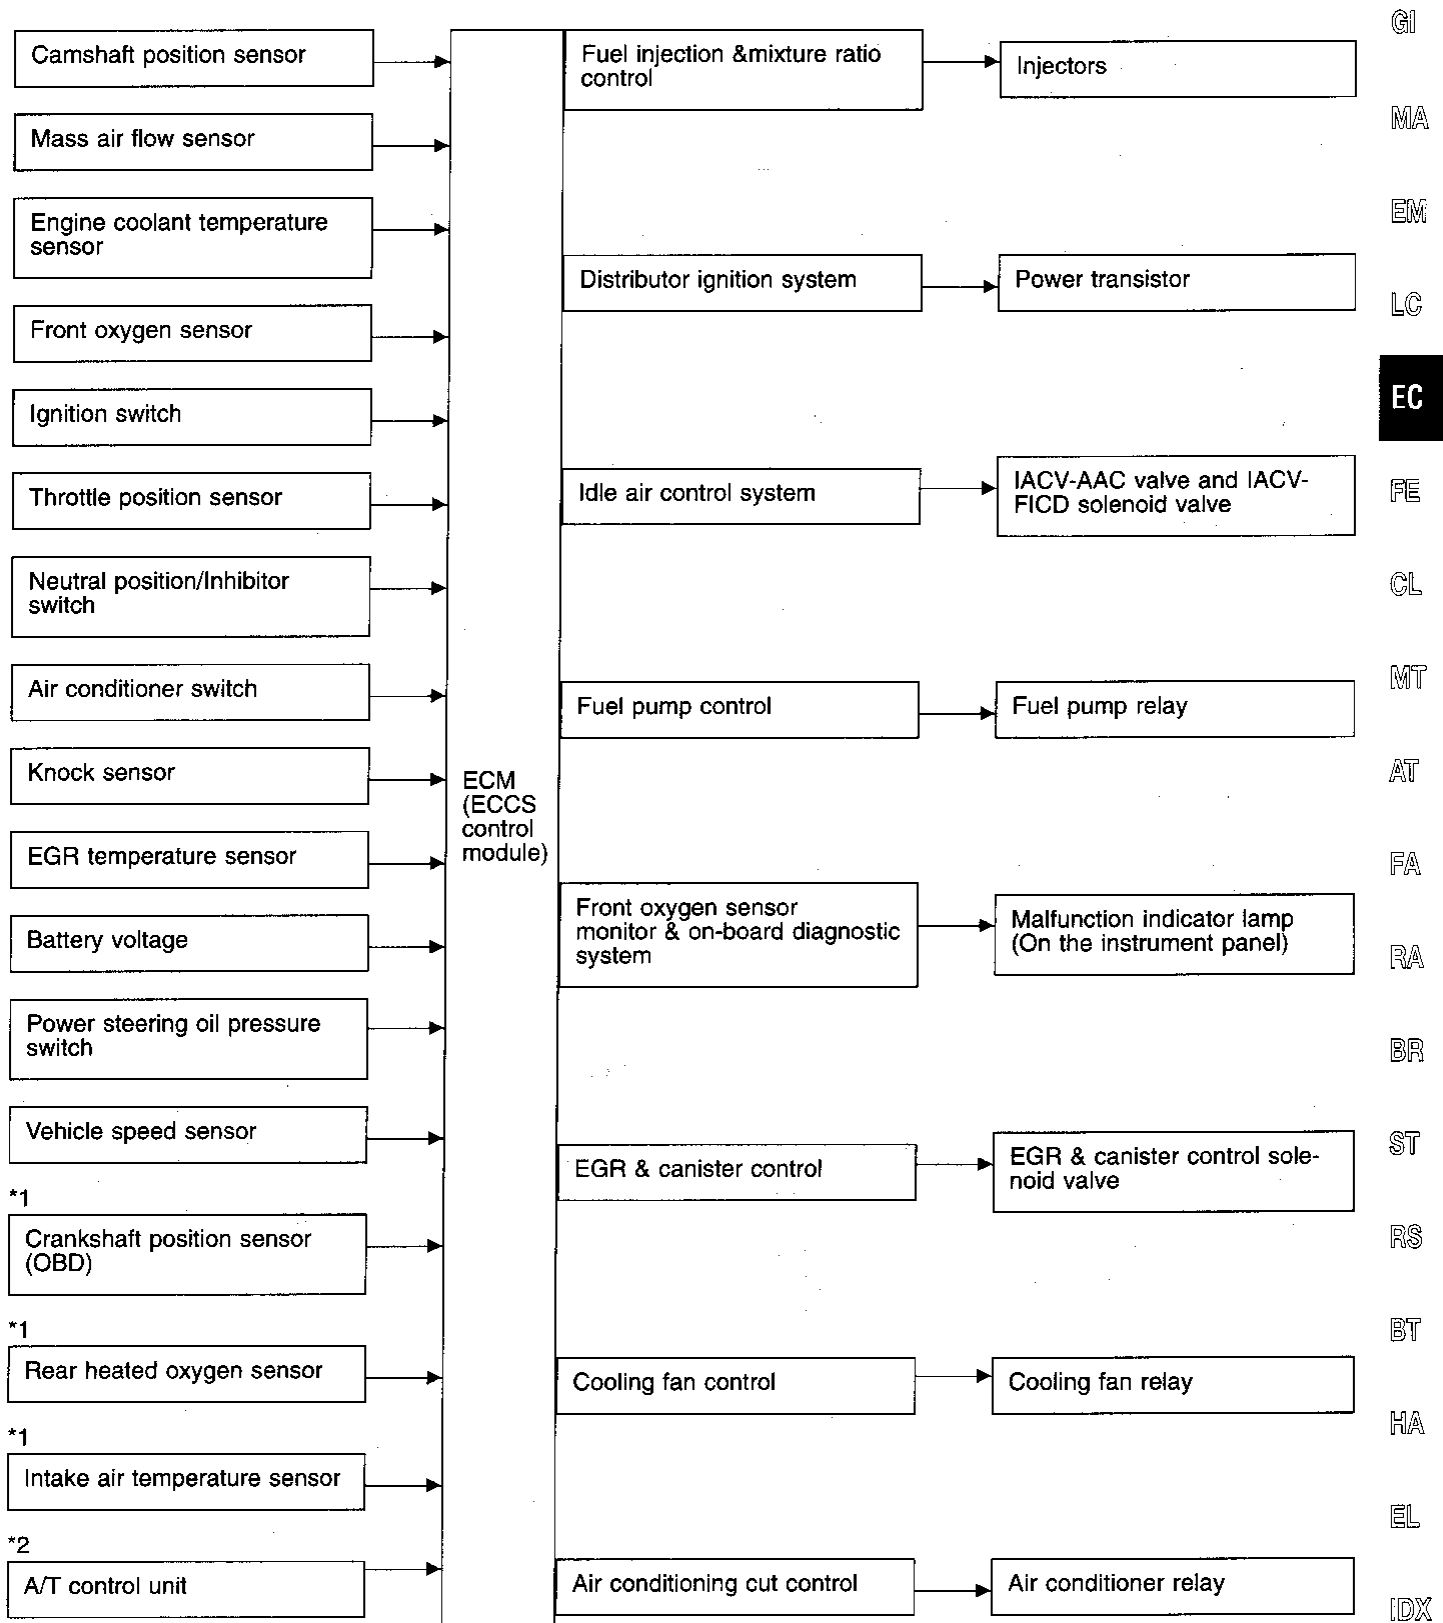 Camshaft position sensor
Mass air flow sensor
Engine coolant temperature
sensor
Front oxygen sensor
Ignition switch
Throttle position sensor
Neutral position/Inhibitor
switch
Air conditioner switch
Knock sensor
EGR temperature sensor
Battery voltage
Power steering oil pressure
switch
Vehicle speed sensor
*1
Crankshaft position sensor
(OBD)
*1
Rear heated oxygen sensor
*1
Intake air temperature sensor
*2
A/T control unit
ECM
(ECCS
control
module)
Fuel injection &mixture ratio
control
Injectors
Distributor ignition system
Power transistor
Idle air control system
IACV-AAC valve and IACV-
FICD solenoid valve
Fuel pump control
Fuel pump relay
Front oxygen sensor
monitor & on-board diagnostic
system
Malfunction indicator lamp
(On the instrument panel)
EGR & canister control
EGR & canister control sole-
noid valve
Cooling fan control
Cooling fan relay
Air conditioning cut control
Air conditioner relay
GI
MA
EM
LC
EC
FE
CL
MT
AT
FA
RA
BR
ST
RS
BT
HA
EL
IDX